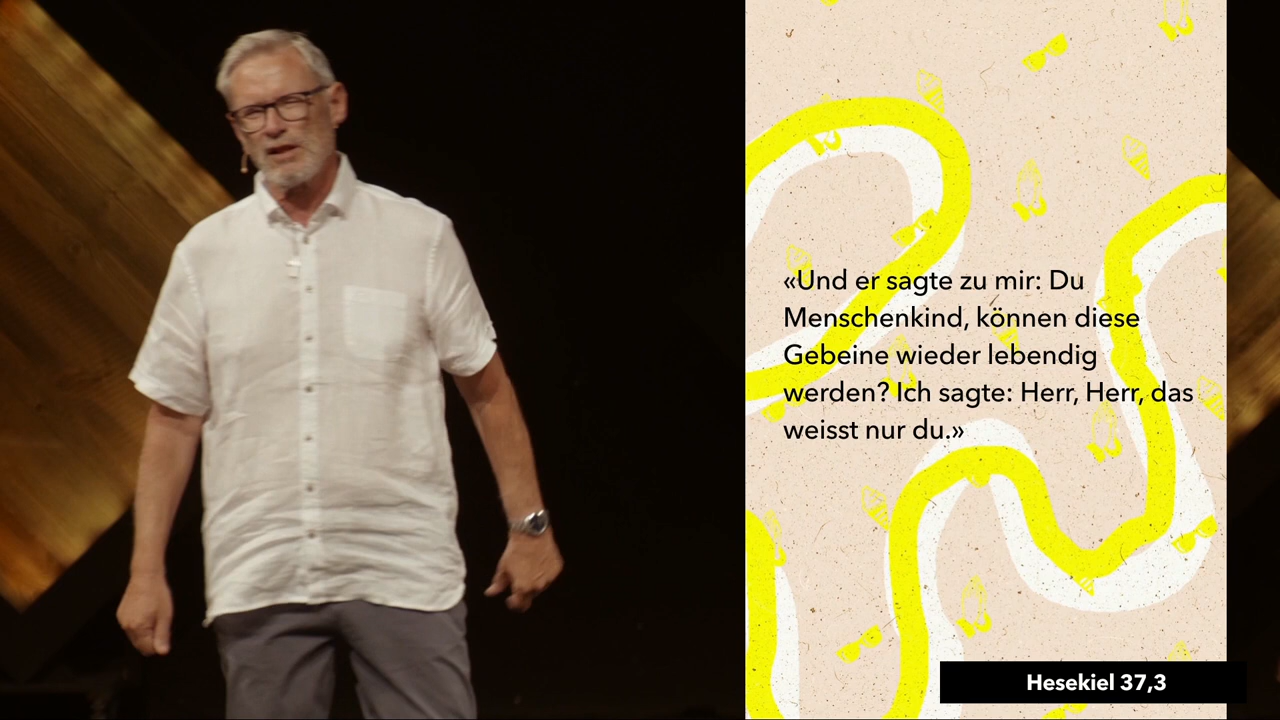 «Und er sagte zu mir: Du
Menschenkind, können diese
Gebeine wieder lebendig
werden? Ich sagte: Herr, Herr, das
weisst nur du.»
Hesekiel 37,3